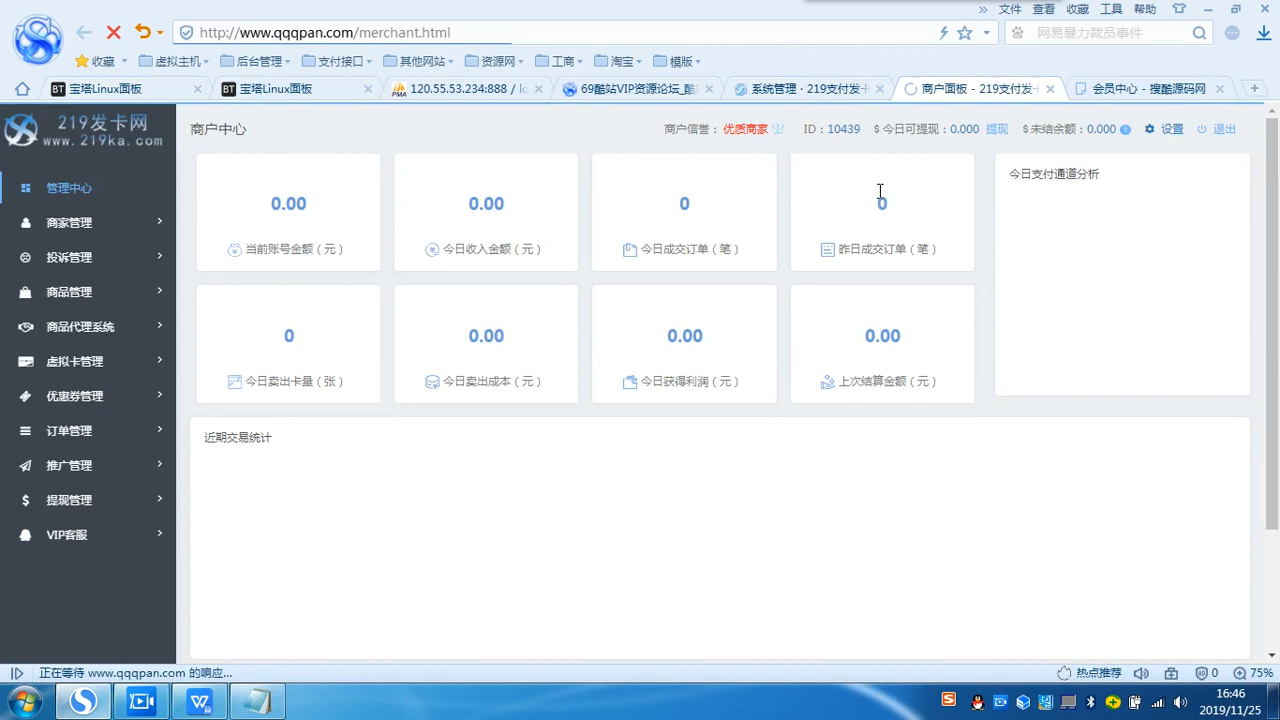 » 文件 查看 收藏 工具 帮助
http://www.qqqpan.com/merchant.html 网易暴力裁员事件
收藏 虚拟主机 后台管理 支付接口 其他网站 资源网 工商 淘宝 模版
宝塔Linux面板 宝塔Linux面板 120.55.53.234:888 / lo 69酷站VIP资源论坛_酷 系统管理 · 219支付发卡 商户面板 - 219支付发卡 会员中心 - 搜酷源码网
219发卡网
www.219ka.com
商户中心 商户信誉： 优质商家 ID：10439 $ 今日可提现：0.000 提现 $ 未结余额：0.000 设置 退出
管理中心
商家管理
投诉管理
商品管理
商品代理系统
虚拟卡管理
优惠券管理
订单管理
推广管理
提现管理
VIP客服
0.00
当前账号金额（元）
0.00
今日收入金额（元）
0
今日成交订单（笔）
0
昨日成交订单（笔）
今日支付通道分析
0
今日卖出卡量（张）
0.00
今日卖出成本（元）
0.00
今日获得利润（元）
0.00
上次结算金额（元）
近期交易统计
正在等待 www.qqqpan.com 的响应... 热点推荐 0 75%
16:46
2019/11/25